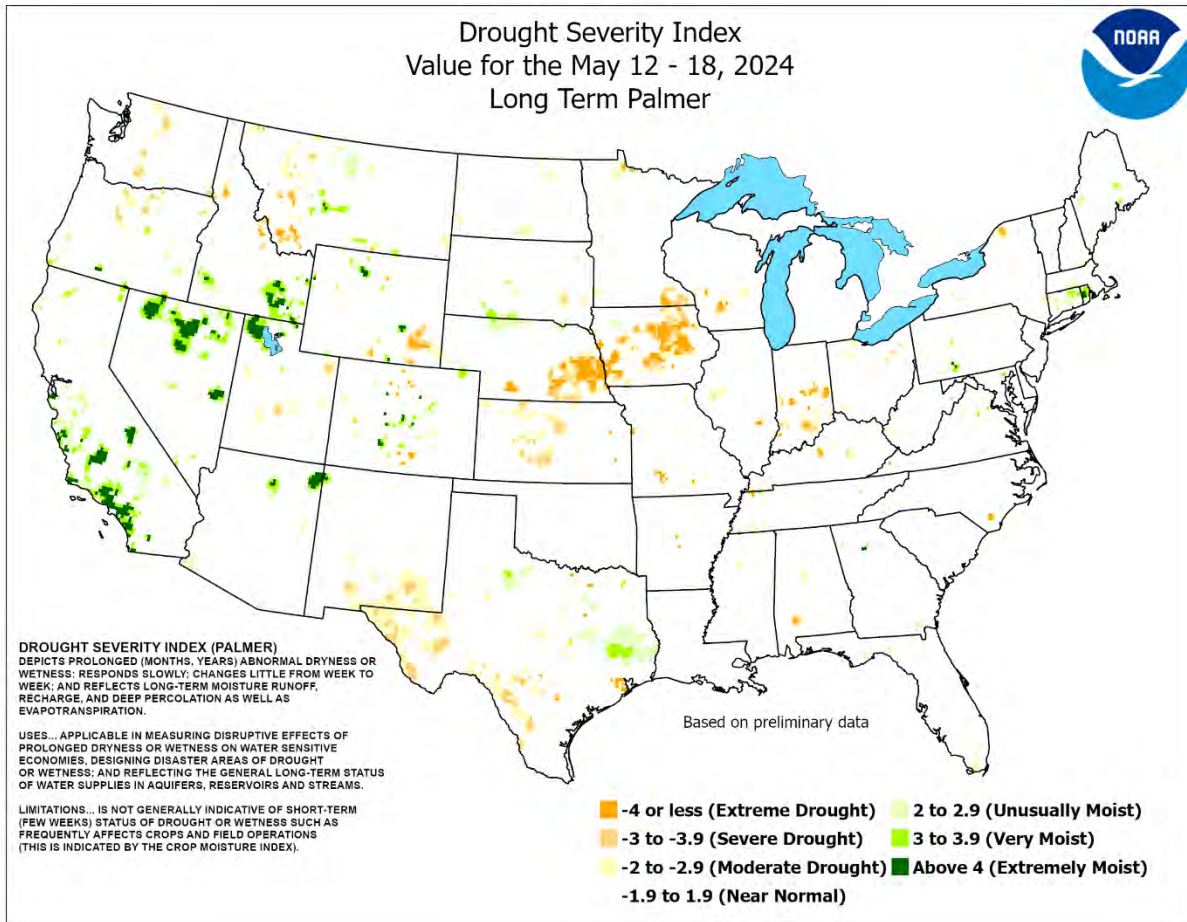 Drought Severity Index
Value for the May 12 - 18, 2024
Long Term Palmer
NOAA
DROUGHT SEVERITY INDEX (PALMER)
DEPICTS PROLONGED (MONTHS, YEARS) ABNORMAL DRYNESS OR
WETNESS: RESPONDS SLOWLY; CHANGES LITTLE FROM WEEK TO
WEEK; AND REFLECTS LONG-TERM MOISTURE RUNOFF,
RECHARGE, AND DEEP PERCOLATION AS WELL AS
EVAPOTRANSPIRATION.
USES... APPLICABLE IN MEASURING DISRUPTIVE EFFECTS OF
PROLONGED DRYNESS OR WETNESS ON WATER SENSITIVE
ECONOMIES, DESIGNING DISASTER AREAS OF DROUGHT
OR WETNESS; AND REFLECTING THE GENERAL LONG-TERM STATUS
OF WATER SUPPLIES IN AQUIFERS, RESERVOIRS AND STREAMS.
LIMITATIONS... IS NOT GENERALLY INDICATIVE OF SHORT-TERM
(FEW WEEKS) STATUS OF DROUGHT OR WETNESS SUCH AS
FREQUENTLY AFFECTS CROPS AND FIELD OPERATIONS
(THIS IS INDICATED BY THE CROP MOISTURE INDEX).
Based on preliminary data
-4 or less (Extreme Drought)
-3 to -3.9 (Severe Drought)
-2 to -2.9 (Moderate Drought)
-1.9 to 1.9 (Near Normal)
2 to 2.9 (Unusually Moist)
3 to 3.9 (Very Moist)
Above 4 (Extremely Moist)